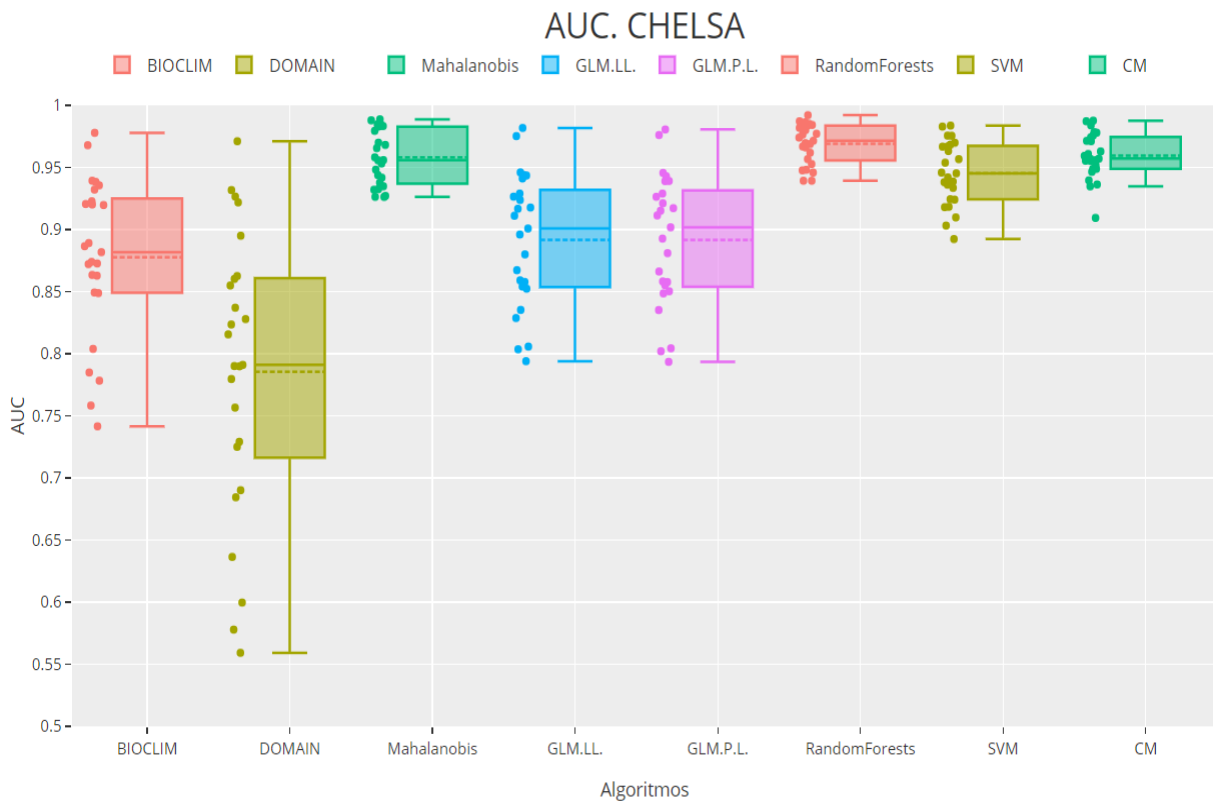 AUC. CHELSA
BIOCLIM DOMAIN Mahalanobis GLM.LL. GLM.P.L. RandomForests SVM CM
1
0.95
0.9
0.85
0.8
0.75
0.7
0.65
0.6
0.55
0.5
AUC
BIOCLIM DOMAIN Mahalanobis GLM.LL. GLM.P.L. RandomForests SVM CM
Algoritmos